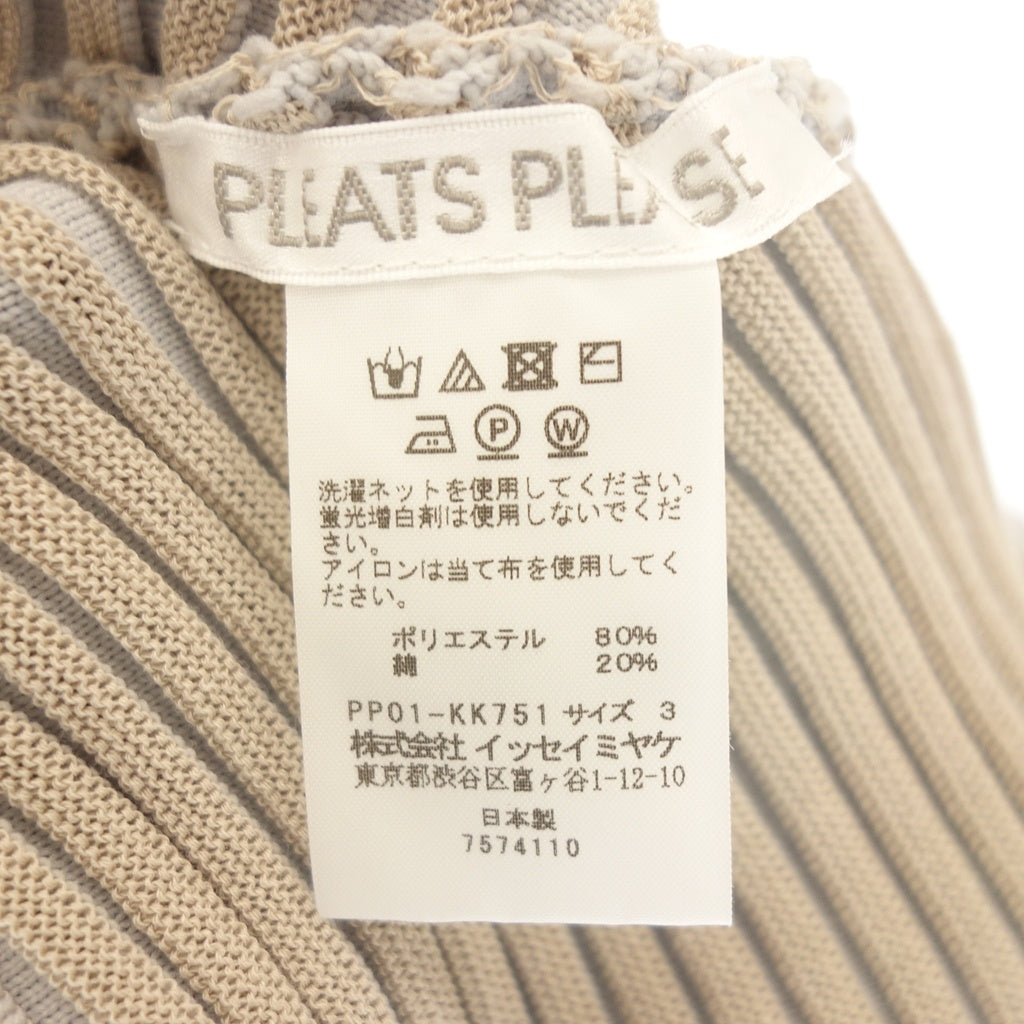 PLEATS PLEASE
P W
洗濯ネットを使用してください。
蛍光増白剤は使用しないでくだ
さい。
アイロンは当て布を使用してく
ださい。
ポリエステル 80%
綿 20%
PP01-KK751 サイズ 3
株式会社 イッセイミヤケ
東京都渋谷区富ヶ谷1-12-10
日本製
7574110